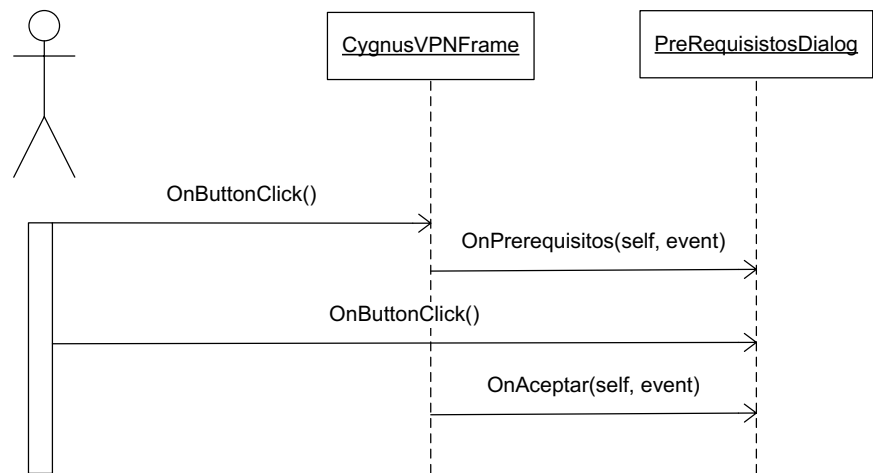 CygnusVPNFrame
PreRequisistosDialog
OnButtonClick()
OnPrerequisitos(self, event)
OnButtonClick()
OnAceptar(self, event)